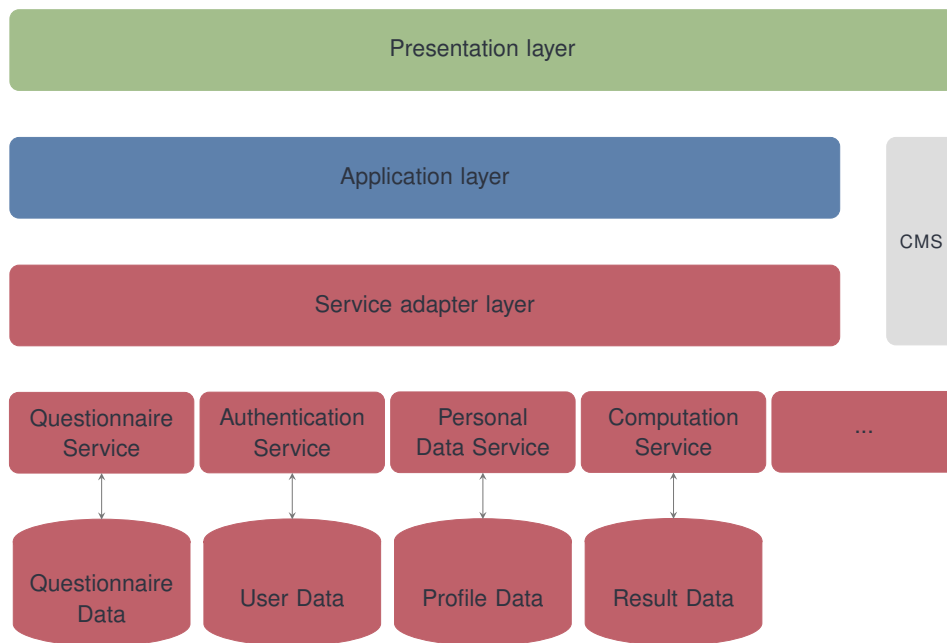 Presentation layer
Application layer
CMS
Service adapter layer
Questionnaire
Service
Authentication
Service
Personal
Data Service
Computation
Service
...
Questionnaire
Data
User Data
Profile Data
Result Data